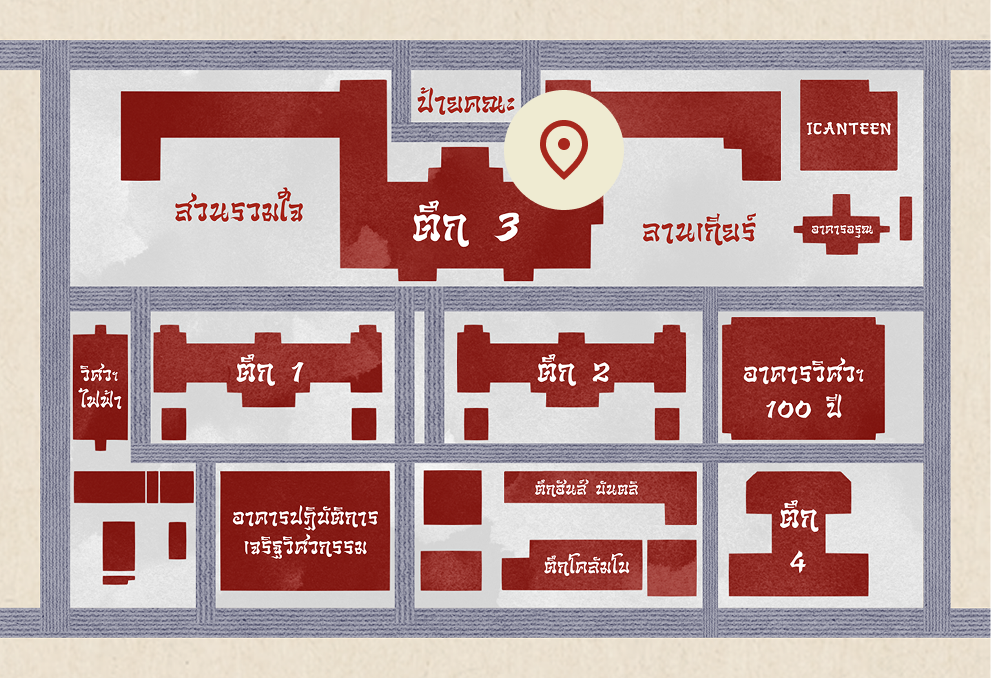 ป้ายคณะ
ICANTEEN
สวนรวมใจ
ตึก 3
ลานเกียร์
อาคารอรุณ
วิศวฯ
ไฟฟ้า
ตึก 1
ตึก 2
อาคารวิศวฯ
100 ปี
อาคารปฏิบัติการ
เจริญวิศวกรรม
ตึกฮันส์ บันตลิ
ตึกโคลัมโบ
ตึก
4